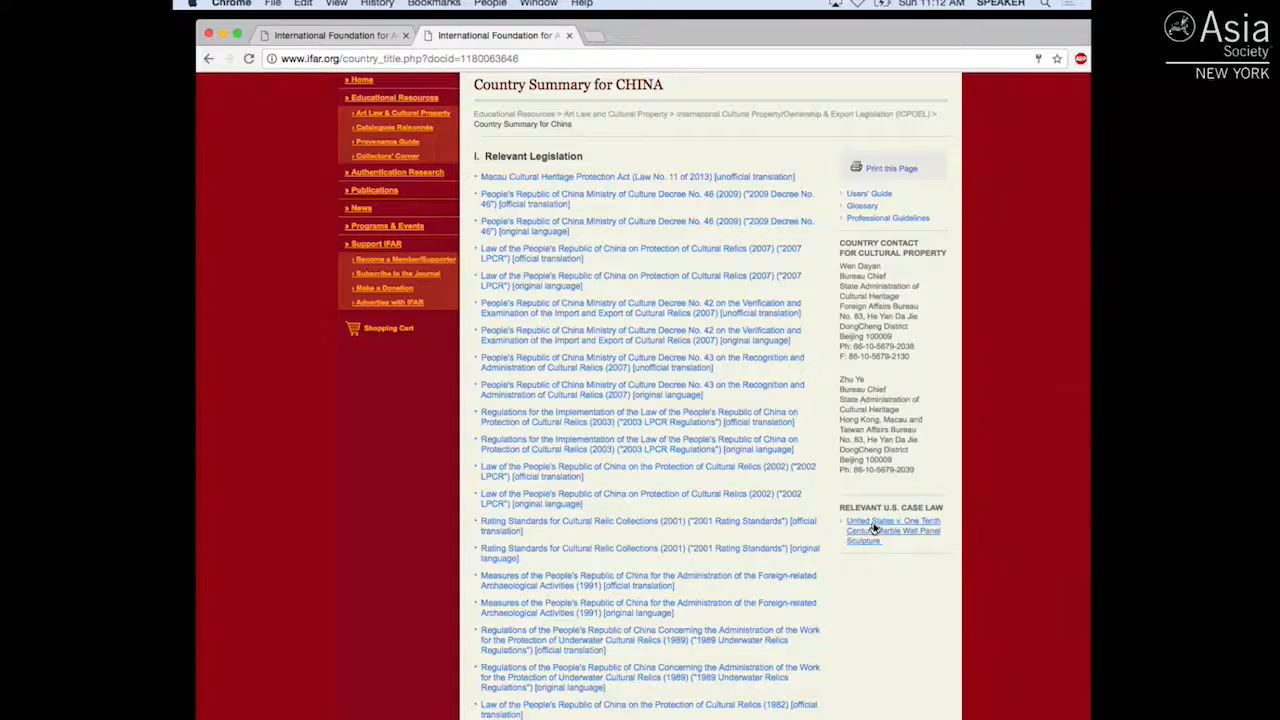 Chrome File Edit View History Bookmarks People Window Help Sun 11:12 AM SPEAKER
Asia
Society
NEW YORK
International Foundation for A × International Foundation for A ×
www.ifar.org/country_title.php?docid=1180063646
» Home
» Educational Resources
› Art Law & Cultural Property
› Catalogues Raisonnés
› Provenance Guide
› Collectors' Corner
» Authentication Research
» Publications
» News
» Programs & Events
» Support IFAR
› Become a Member/Supporter
› Subscribe to the Journal
› Make a Donation
› Advertise with IFAR
Shopping Cart
Country Summary for CHINA
Educational Resources > Art Law and Cultural Property > International Cultural Property/Ownership & Export Legislation (ICPOEL) >
Country Summary for China
I. Relevant Legislation
Macau Cultural Heritage Protection Act (Law No. 11 of 2013) [unofficial translation]
People's Republic of China Ministry of Culture Decree No. 46 (2009) ("2009 Decree No.
46") [official translation]
People's Republic of China Ministry of Culture Decree No. 46 (2009) ("2009 Decree No.
46") [original language]
Law of the People's Republic of China on Protection of Cultural Relics (2007) ("2007
LPCR") [official translation]
Law of the People's Republic of China on Protection of Cultural Relics (2007) ("2007
LPCR") [original language]
People's Republic of China Ministry of Culture Decree No. 42 on the Verification and
Examination of the Import and Export of Cultural Relics (2007) [unofficial translation]
People's Republic of China Ministry of Culture Decree No. 42 on the Verification and
Examination of the Import and Export of Cultural Relics (2007) [original language]
People's Republic of China Ministry of Culture Decree No. 43 on the Recognition and
Administration of Cultural Relics (2007) [unofficial translation]
People's Republic of China Ministry of Culture Decree No. 43 on the Recognition and
Administration of Cultural Relics (2007) [original language]
Regulations for the Implementation of the Law of the People's Republic of China on
Protection of Cultural Relics (2003) ("2003 LPCR Regulations") [official translation]
Regulations for the Implementation of the Law of the People's Republic of China on
Protection of Cultural Relics (2003) ("2003 LPCR Regulations") [original language]
Law of the People's Republic of China on the Protection of Cultural Relics (2002) ("2002
LPCR") [official translation]
Law of the People's Republic of China on Protection of Cultural Relics (2002) ("2002
LPCR") [original language]
Rating Standards for Cultural Relic Collections (2001) ("2001 Rating Standards") [official
translation]
Rating Standards for Cultural Relic Collections (2001) ("2001 Rating Standards") [original
language]
Measures of the People's Republic of China for the Administration of the Foreign-related
Archaeological Activities (1991) [official translation]
Measures of the People's Republic of China for the Administration of the Foreign-related
Archaeological Activities (1991) [original language]
Regulations of the People's Republic of China Concerning the Administration of the Work
for the Protection of Underwater Cultural Relics (1989) ("1989 Underwater Relics
Regulations") [official translation]
Regulations of the People's Republic of China Concerning the Administration of the Work
for the Protection of Underwater Cultural Relics (1989) ("1989 Underwater Relics
Regulations") [original language]
Law of the People's Republic of China on the Protection of Cultural Relics (1982) [official
translation]
Print this Page
› Users' Guide
› Glossary
› Professional Guidelines
COUNTRY CONTACT
FOR CULTURAL PROPERTY
Wen Dayan
Bureau Chief
State Administration of
Cultural Heritage
Foreign Affairs Bureau
No. 83, He Yan Da Jie
DongCheng District
Beijing 100009
Ph: 86-10-5679-2038
F: 86-10-5679-2130
Zhu Ye
Bureau Chief
State Administration of
Cultural Heritage
Hong Kong, Macau and
Taiwan Affairs Bureau
No. 83, He Yan Da Jie
DongCheng District
Beijing 100009
Ph: 86-10-5679-2039
RELEVANT U.S. CASE LAW
› United States v. One Tenth
Century Marble Wall Panel
Sculpture